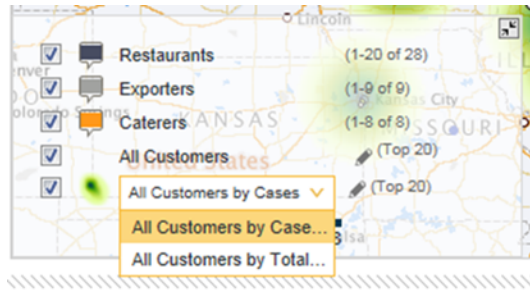 Lincoln
Restaurants (1-20 of 28)
Exporters (1-9 of 9)
Kansas City
Caterers (1-8 of 8)
KANSAS
All Customers (Top 20)
United States
All Customers by Cases (Top 20)
All Customers by Case...
All Customers by Total...